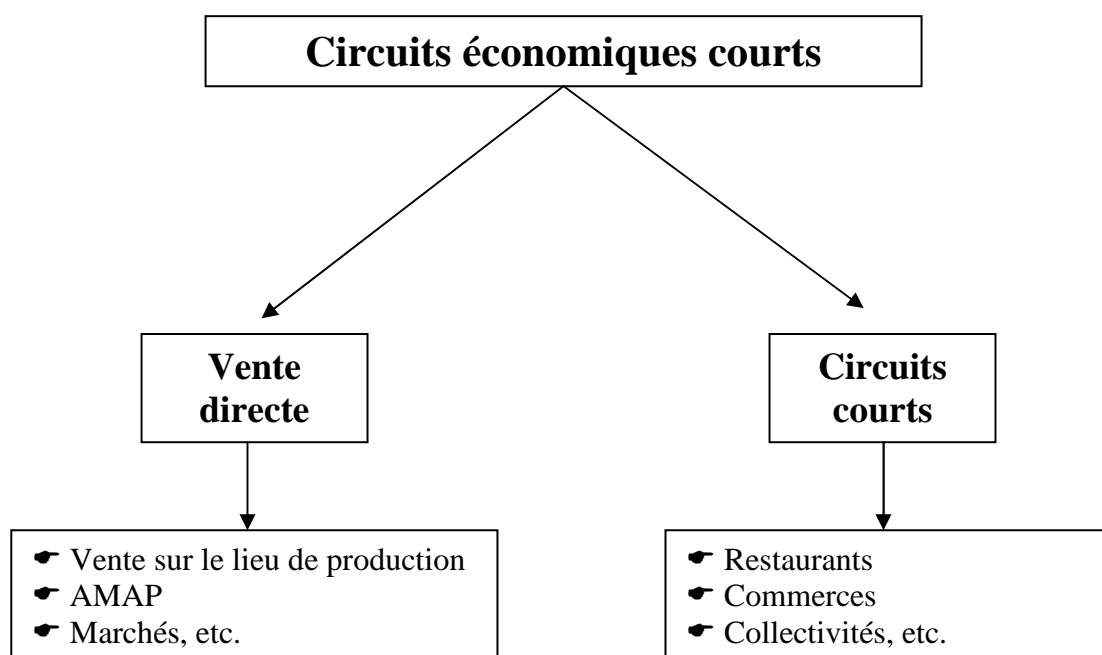 Circuits économiques courts
Vente
directe
Circuits
courts
☛ Vente sur le lieu de production
☛ AMAP
☛ Marchés, etc.
☛ Restaurants
☛ Commerces
☛ Collectivités, etc.